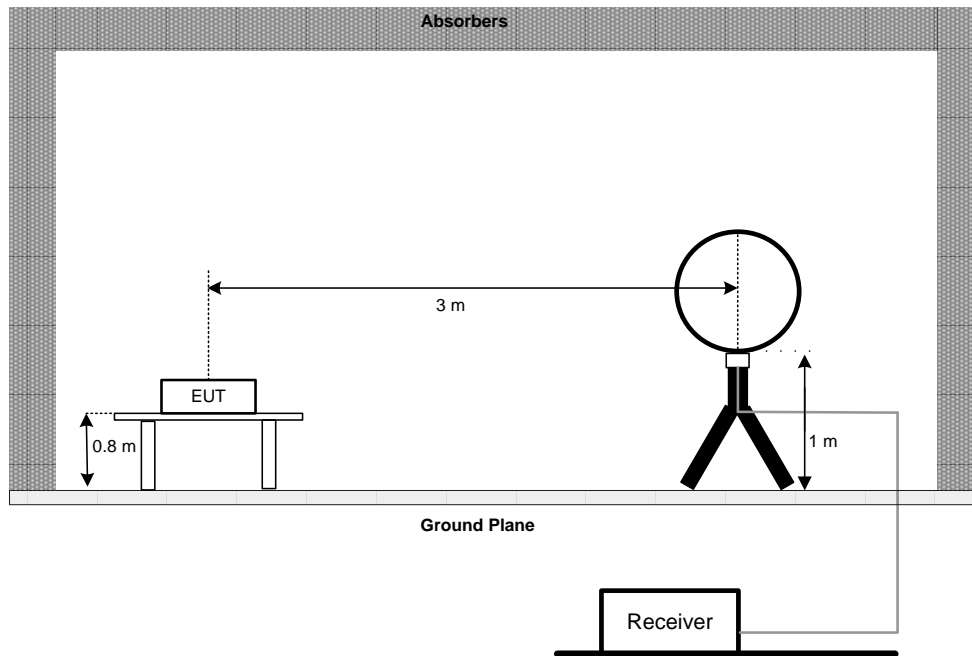 Absorbers
3 m
EUT
0.8 m
1 m
Ground Plane
Receiver